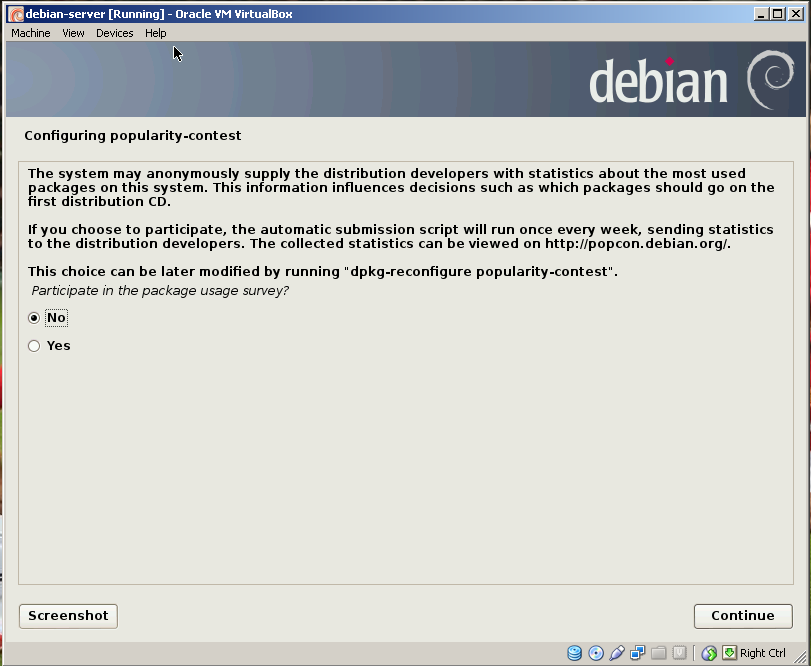 debian-server [Running] - Oracle VM VirtualBox
Machine View Devices Help
debian
Configuring popularity-contest
The system may anonymously supply the distribution developers with statistics about the most used
packages on this system. This information influences decisions such as which packages should go on the
first distribution CD.
If you choose to participate, the automatic submission script will run once every week, sending statistics
to the distribution developers. The collected statistics can be viewed on http://popcon.debian.org/.
This choice can be later modified by running "dpkg-reconfigure popularity-contest".
Participate in the package usage survey?
No
Yes
Screenshot Continue
Right Ctrl